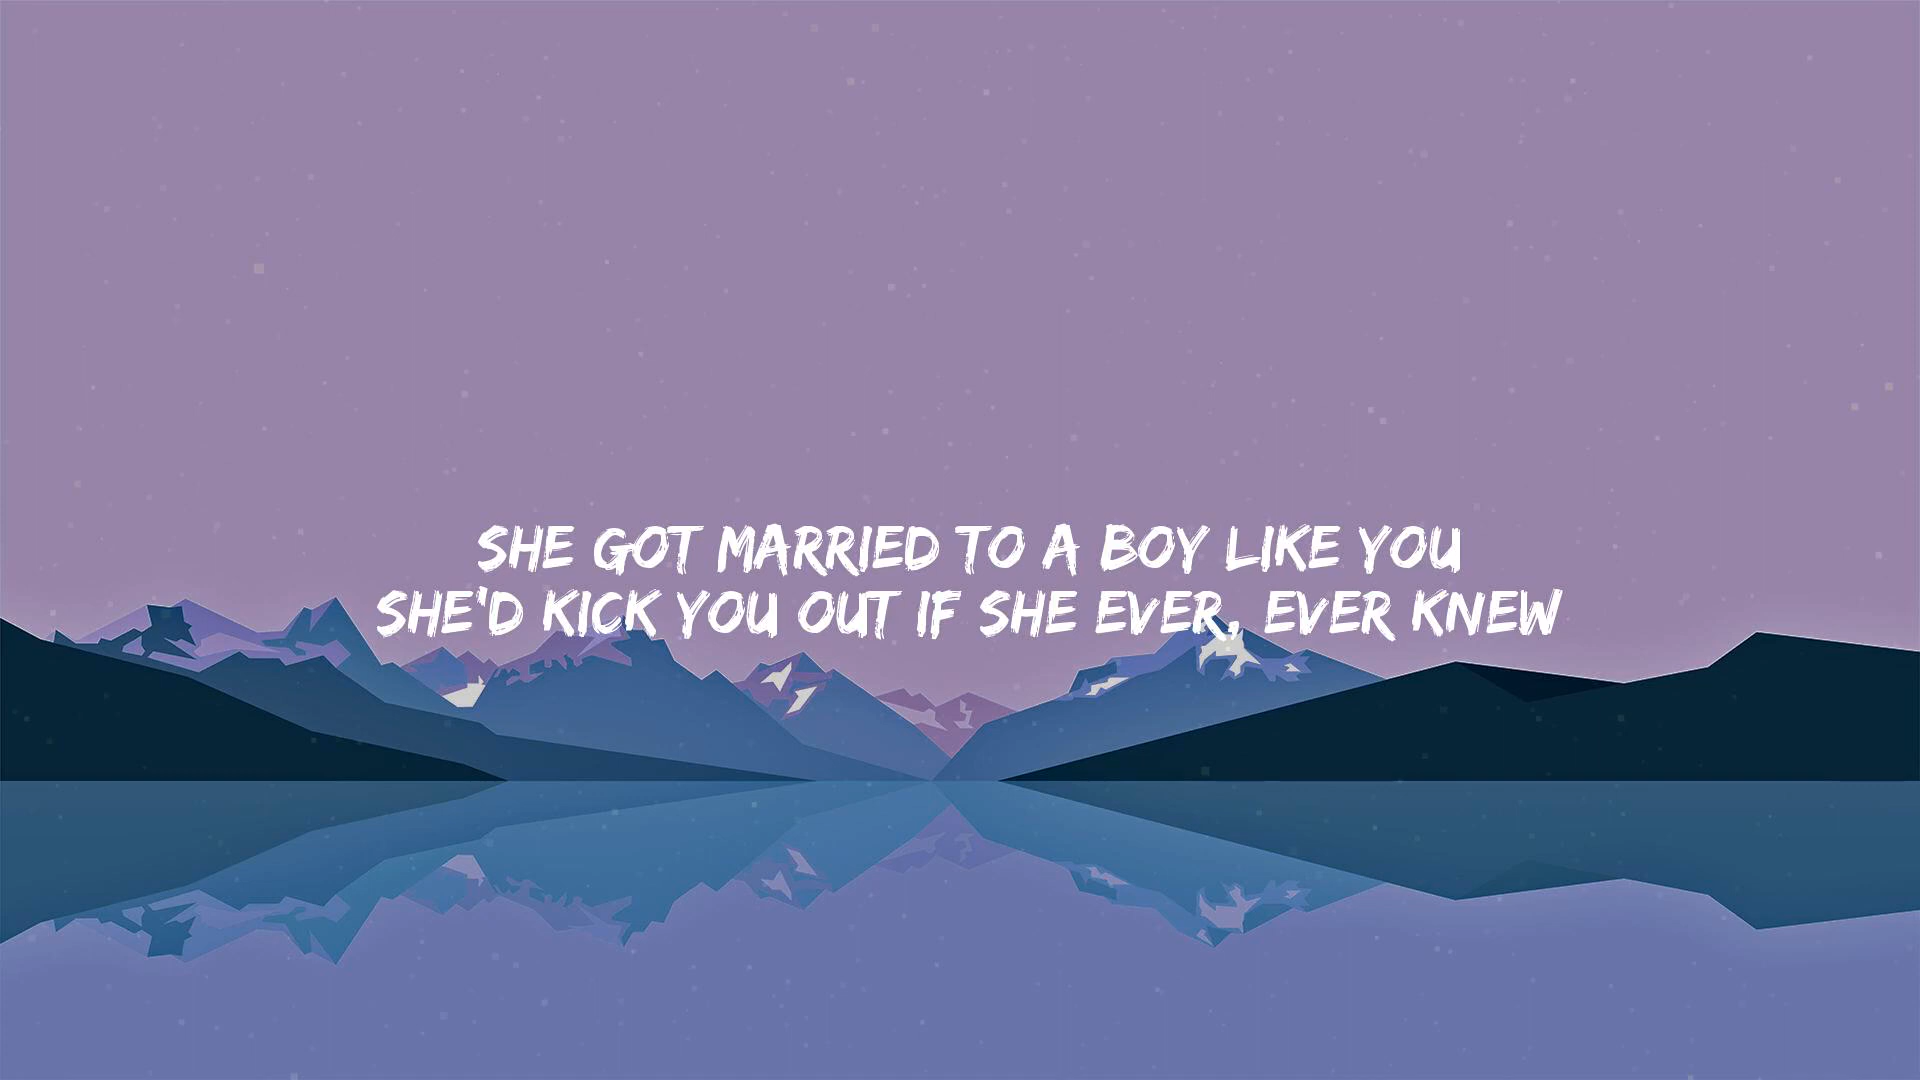 SHE GOT MARRIED TO A BOY LIKE YOU
SHE'D KICK YOU OUT IF SHE EVER, EVER KNEW